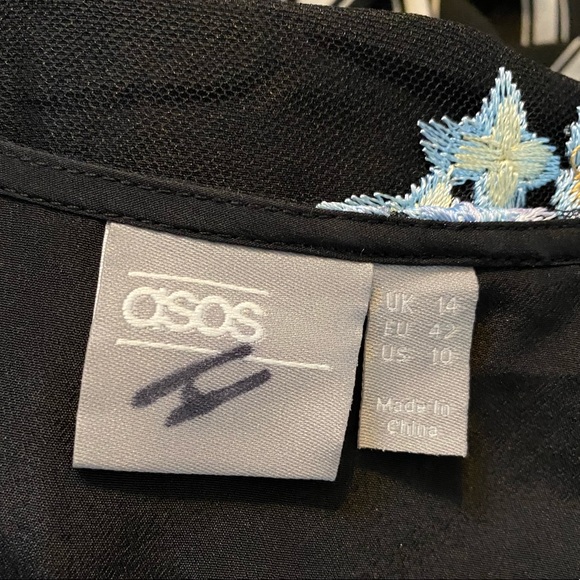 asos
UK 14
EU 42
US 10
Made In
China